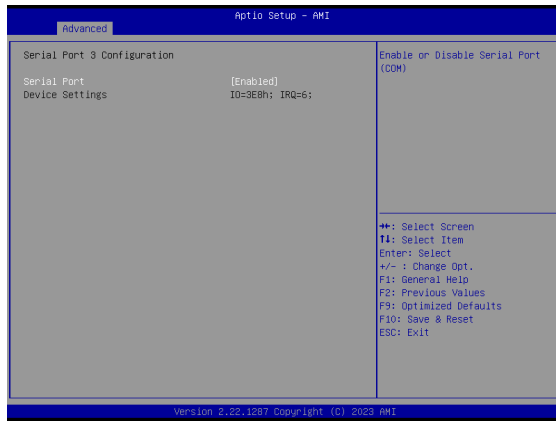 Aptio Setup – AMI
Advanced
Serial Port 3 Configuration
Serial Port [Enabled]
Device Settings IO=3E8h; IRQ=6;
Enable or Disable Serial Port
(COM)
→←: Select Screen
↑↓: Select Item
Enter: Select
+/- : Change Opt.
F1: General Help
F2: Previous Values
F9: Optimized Defaults
F10: Save & Reset
ESC: Exit
Version 2.22.1287 Copyright (C) 2023 AMI